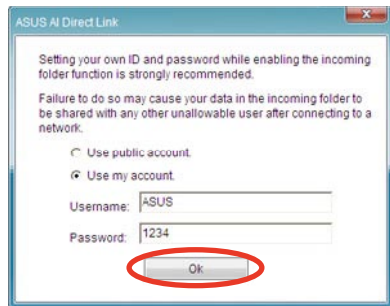 ASUS AI Direct Link
Setting your own ID and password while enabling the incoming
folder function is strongly recommended.
Failure to do so may cause your data in the incoming folder to
be shared with any other unallowable user after connecting to a
network.
Use public account.
Use my account.
Username: ASUS
Password: 1234
Ok